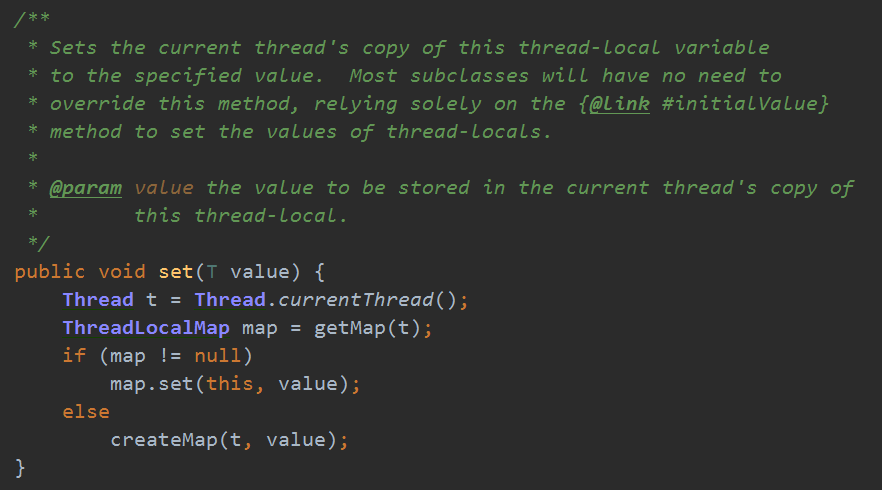 /**
 * Sets the current thread's copy of this thread-local variable
 * to the specified value.  Most subclasses will have no need to
 * override this method, relying solely on the {@link #initialValue}
 * method to set the values of thread-locals.
 *
 * @param value the value to be stored in the current thread's copy of
 *        this thread-local.
 */
public void set(T value) {
    Thread t = Thread.currentThread();
    ThreadLocalMap map = getMap(t);
    if (map != null)
        map.set(this, value);
    else
        createMap(t, value);
}